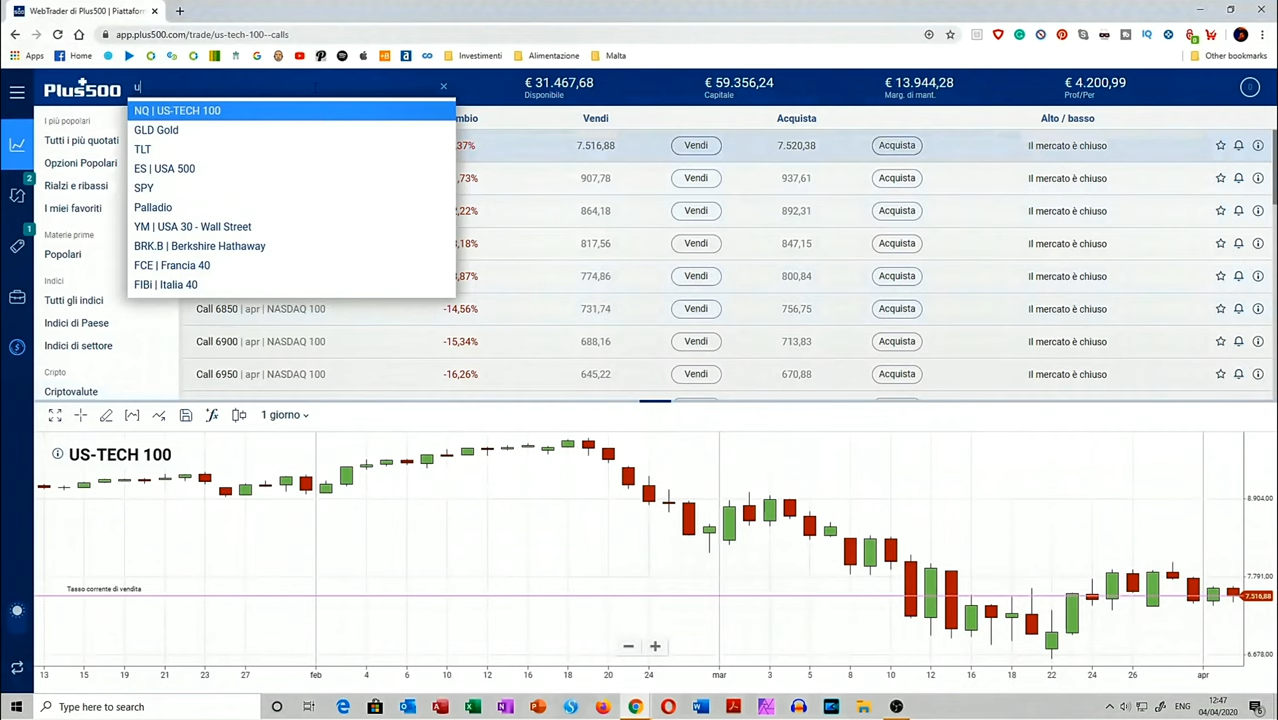 WebTrader di Plus500 | Piattafor
app.plus500.com/trade/us-tech-100--calls
Apps
Home
Investimenti
Alimentazione
Malta
Other bookmarks
Plus500
u
€ 31.467,68
Disponibile
€ 59.356,24
Capitale
€ 13.944,28
Marg. di mant.
€ 4.200,99
Prof/Per
0
NQ | US-TECH 100
GLD Gold
TLT
ES | USA 500
SPY
Palladio
YM | USA 30 - Wall Street
BRK.B | Berkshire Hathaway
FCE | Francia 40
FIBi | Italia 40
I più popolari
Tutti i più quotati
Opzioni Popolari
Rialzi e ribassi
I miei favoriti
Materie prime
Popolari
Indici
Tutti gli indici
Indici di Paese
Indici di settore
Cripto
Criptovalute
2
1
mbio Vendi Acquista Alto / basso
,37% 7.516,88 Vendi 7.520,38 Acquista Il mercato è chiuso
,73% 907,78 Vendi 937,61 Acquista Il mercato è chiuso
,22% 864,18 Vendi 892,31 Acquista Il mercato è chiuso
,18% 817,56 Vendi 847,15 Acquista Il mercato è chiuso
,87% 774,86 Vendi 800,84 Acquista Il mercato è chiuso
Call 6850 | apr | NASDAQ 100 -14,56% 731,74 Vendi 756,75 Acquista Il mercato è chiuso
Call 6900 | apr | NASDAQ 100 -15,34% 688,16 Vendi 713,83 Acquista Il mercato è chiuso
Call 6950 | apr | NASDAQ 100 -16,26% 645,22 Vendi 670,88 Acquista Il mercato è chiuso
1 giorno
US-TECH 100
8.904,00
7.791,00
Tasso corrente di vendita
7.516,88
6.678,00
13 15 19 21 23 27 feb 4 6 10 12 16 18 20 24 mar 3 5 8 10 12 16 18 22 24 26 apr
Type here to search
ENG
12:47
04/04/2020